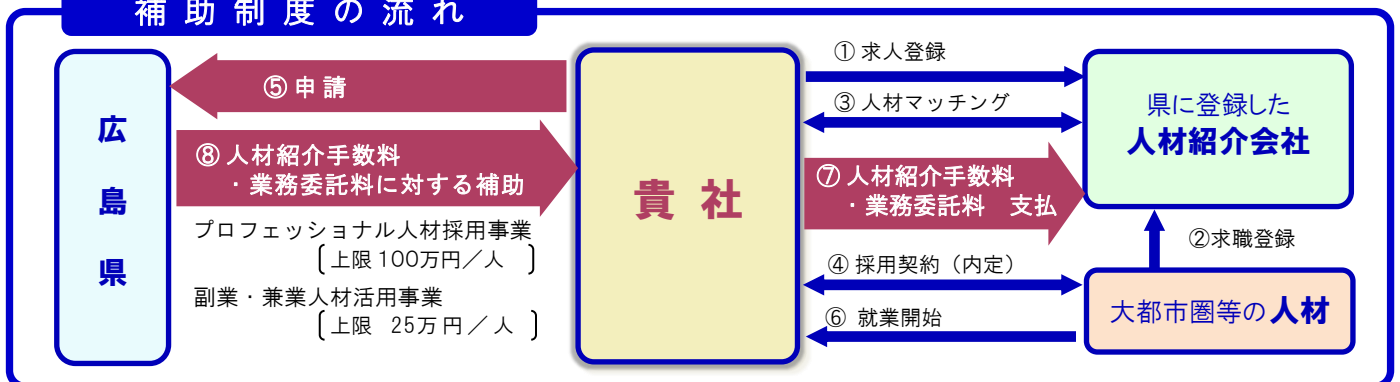 補助制度の流れ
広島県
⑤申請
⑧人材紹介手数料
・業務委託料に対する補助
プロフェッショナル人材採用事業
〔上限100万円／人　〕
副業・兼業人材活用事業
〔上限　25万円／人　〕
貴社
①求人登録
③人材マッチング
⑦人材紹介手数料
・業務委託料　支払
④採用契約（内定）
⑥ 就業開始
県に登録した
人材紹介会社
②求職登録
大都市圏等の人材